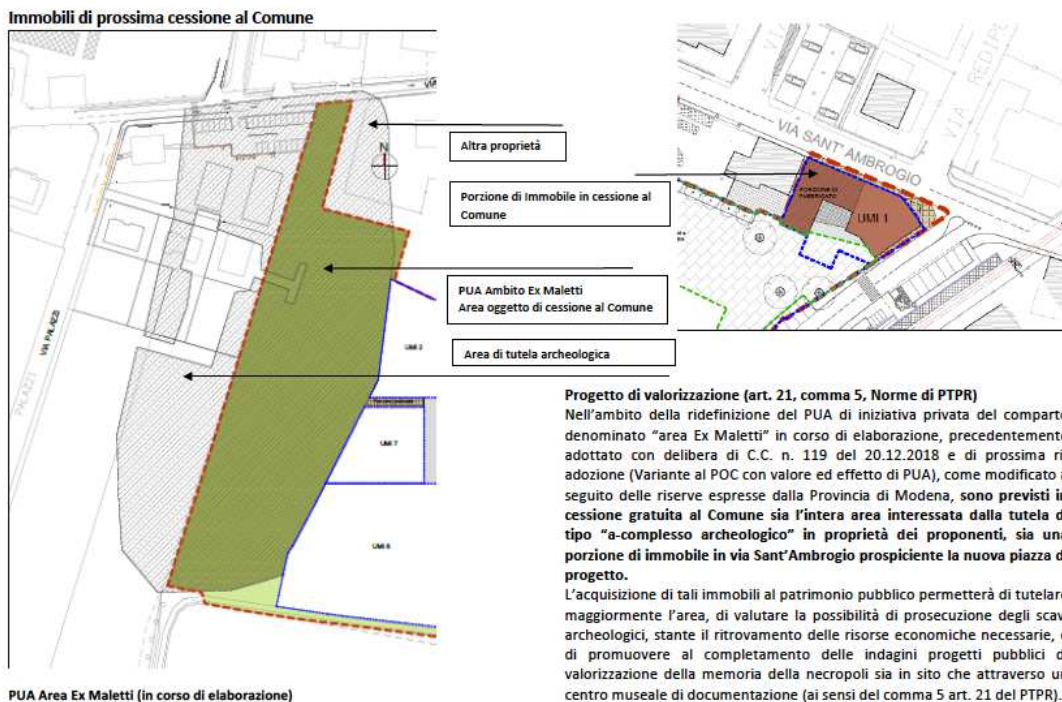 Immobili di prossima cessione al Comune
Altra proprietà
N
Porzione di Immobile in cessione al
Comune
PUA Ambito Ex Maletti
Area oggetto di cessione al Comune
Area di tutela archeologica
VIA PALAZZI
PALAZZI
UMI 7
UMI 6
VIA SANT' AMBROGIO
PORZIONE DI
FABBRICATO
UMI 1
Progetto di valorizzazione (art. 21, comma 5, Norme di PTPR)
Nell'ambito della ridefinizione del PUA di iniziativa privata del comparto
denominato "area Ex Maletti" in corso di elaborazione, precedentemente
adottato con delibera di C.C. n. 119 del 20.12.2018 e di prossima ri
adozione (Variante al POC con valore ed effetto di PUA), come modificato a
seguito delle riserve espresse dalla Provincia di Modena, sono previsti in
cessione gratuita al Comune sia l'intera area interessata dalla tutela d
tipo "a-complesso archeologico" in proprietà dei proponenti, sia una
porzione di immobile in via Sant'Ambrogio prospiciente la nuova piazza d
progetto.
L'acquisizione di tali immobili al patrimonio pubblico permetterà di tutelare
maggiormente l'area, di valutare la possibilità di prosecuzione degli scav
archeologici, stante il ritrovamento delle risorse economiche necessarie, e
di promuovere al completamento delle indagini progetti pubblici d
valorizzazione della memoria della necropoli sia in sito che attraverso un
centro museale di documentazione (ai sensi del comma 5 art. 21 del PTPR).
PUA Area Ex Maletti (in corso di elaborazione)